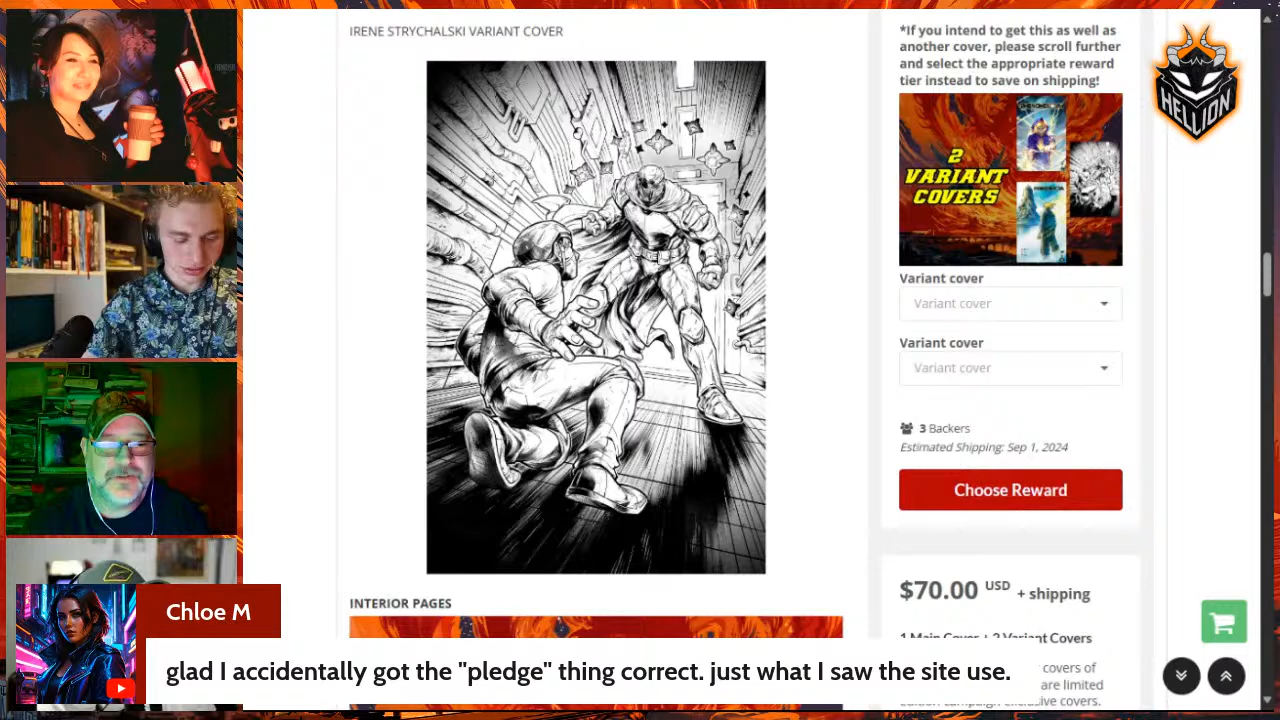 IRENE STRYCHALSKI VARIANT COVER
INTERIOR PAGES
*If you intend to get this as well as
another cover, please scroll further
and select the appropriate reward
tier instead to save on shipping!
2
VARIANT
COVERS
Variant cover
Variant cover
Variant cover
Variant cover
3 Backers
Estimated Shipping: Sep 1, 2024
Choose Reward
$70.00 USD + shipping
1 Main Cover + 2 Variant Covers
covers of
are limited
HELLION
Chloe M
glad I accidentally got the "pledge" thing correct. just what I saw the site use.